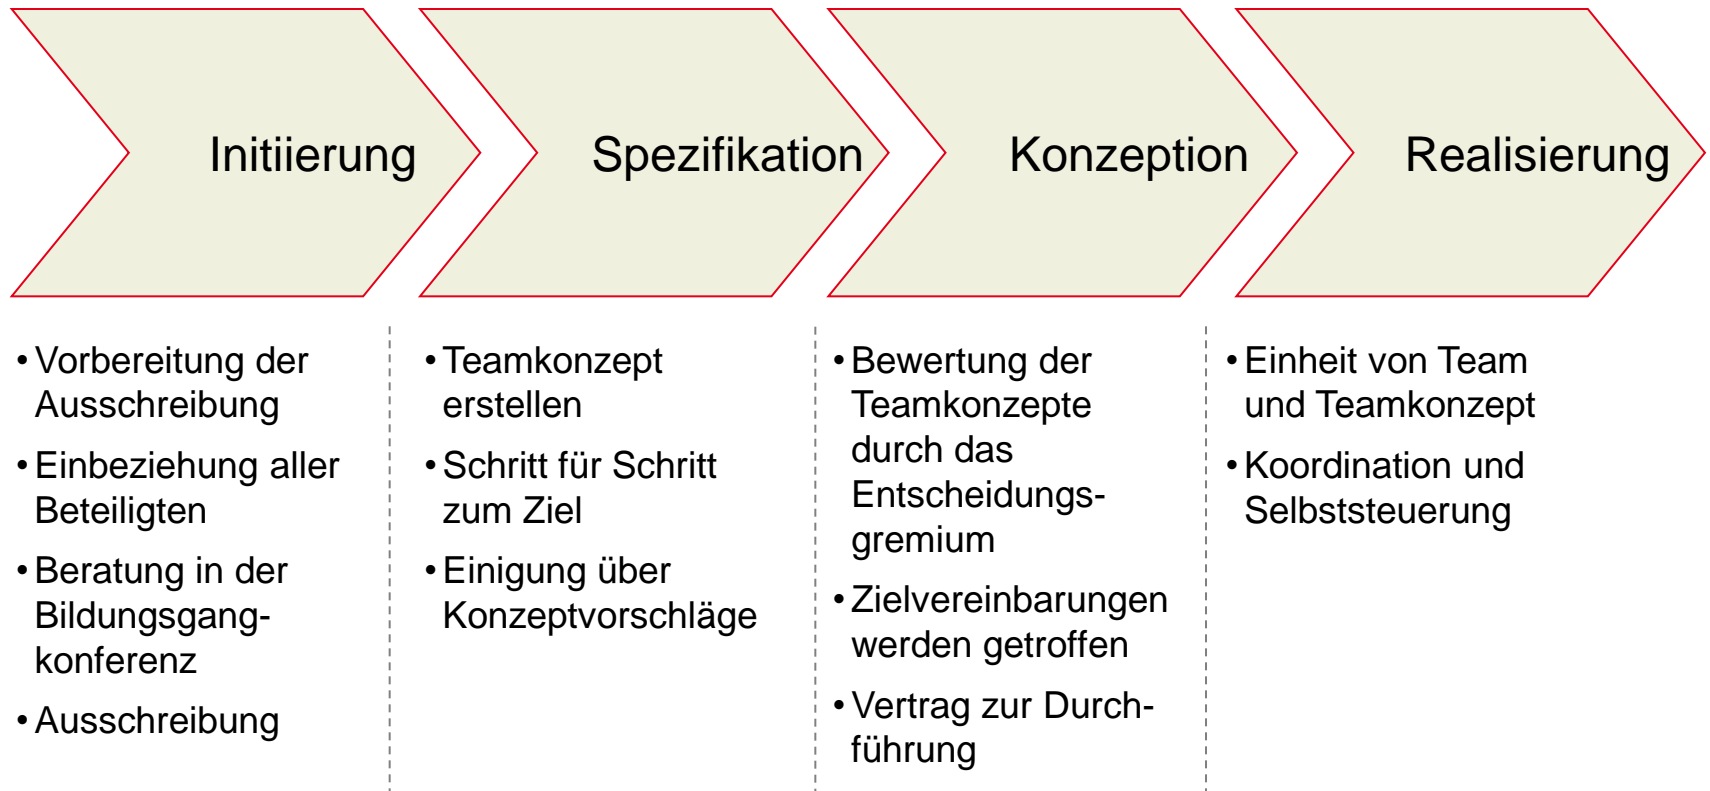 Initiierung
Spezifikation
Konzeption
Realisierung
• Vorbereitung der
Ausschreibung
• Einbeziehung aller
Beteiligten
• Beratung in der
Bildungsgang-
konferenz
• Ausschreibung
• Teamkonzept
erstellen
• Schritt für Schritt
zum Ziel
• Einigung über
Konzeptvorschläge
• Bewertung der
Teamkonzepte
durch das
Entscheidungs-
gremium
• Zielvereinbarungen
werden getroffen
• Vertrag zur Durch-
führung
• Einheit von Team
und Teamkonzept
• Koordination und
Selbststeuerung